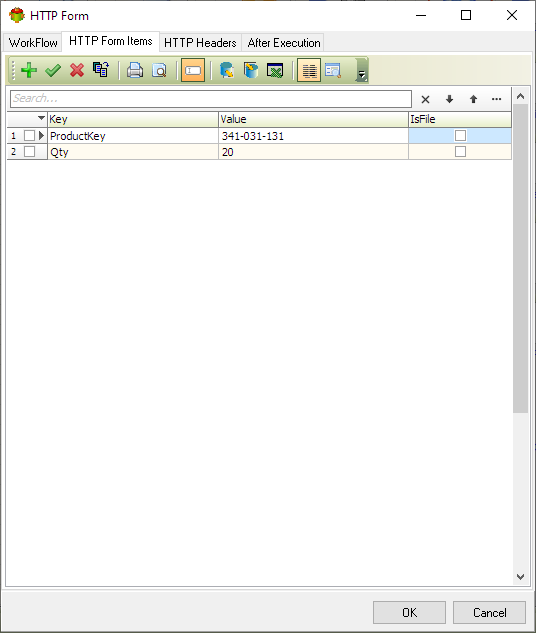 HTTP Form
WorkFlow HTTP Form Items HTTP Headers After Execution
Search...
Key Value IsFile
1 ProductKey 341-031-131
2 Qty 20
OK Cancel